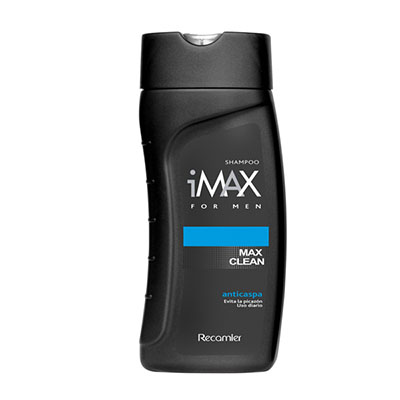 SHAMPOO
iMAX
FOR MEN
MAX
CLEAN
anticaspa
Evita la picazón
Uso diario
Recamier